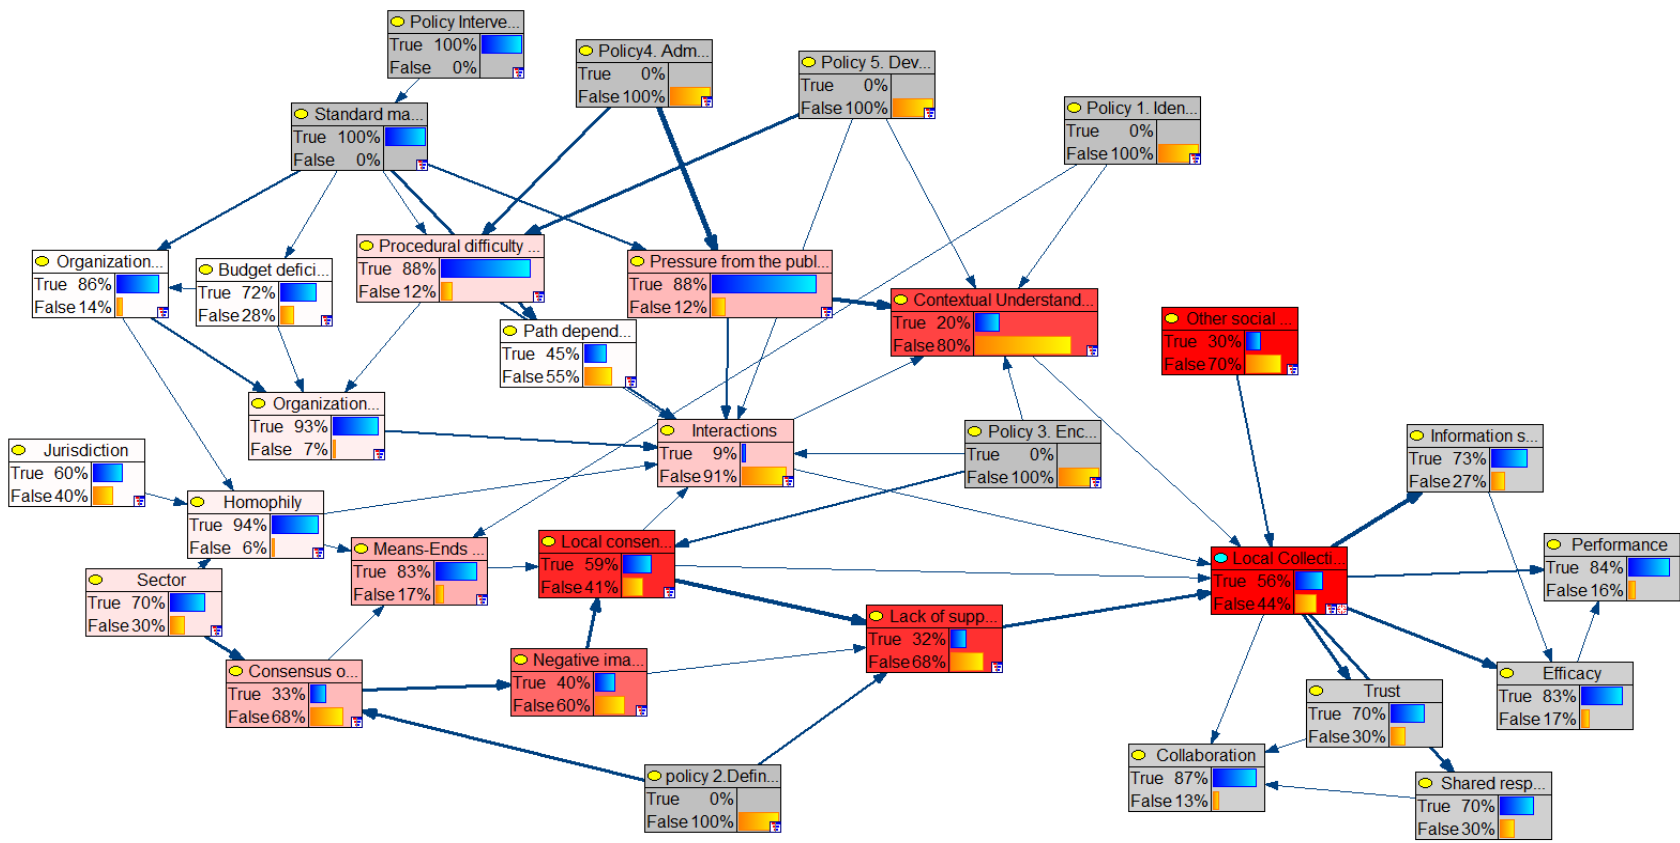 Policy Interve...
True 100%
False 0%
Policy4. Adm...
True 0%
False 100%
Policy 5. Dev...
True 0%
False 100%
Policy 1. Iden...
True 0%
False 100%
Standard ma...
True 100%
False 0%
Organization...
True 86%
False 14%
Budget defici...
True 72%
False 28%
Procedural difficulty ...
True 88%
False 12%
Pressure from the publ...
True 88%
False 12%
Contextual Understand...
True 20%
False 80%
Other social ...
True 30%
False 70%
Path depend...
True 45%
False 55%
Organization...
True 93%
False 7%
Interactions
True 9%
False 91%
Policy 3. Enc...
True 0%
False 100%
Information s...
True 73%
False 27%
Jurisdiction
True 60%
False 40%
Homophily
True 94%
False 6%
Means-Ends ...
True 83%
False 17%
Local consen...
True 59%
False 41%
Local Collecti...
True 56%
False 44%
Performance
True 84%
False 16%
Sector
True 70%
False 30%
Lack of supp...
True 32%
False 68%
Consensus o...
True 33%
False 68%
Negative ima...
True 40%
False 60%
Efficacy
True 83%
False 17%
Trust
True 70%
False 30%
Collaboration
True 87%
False 13%
policy 2.Defin...
True 0%
False 100%
Shared resp...
True 70%
False 30%